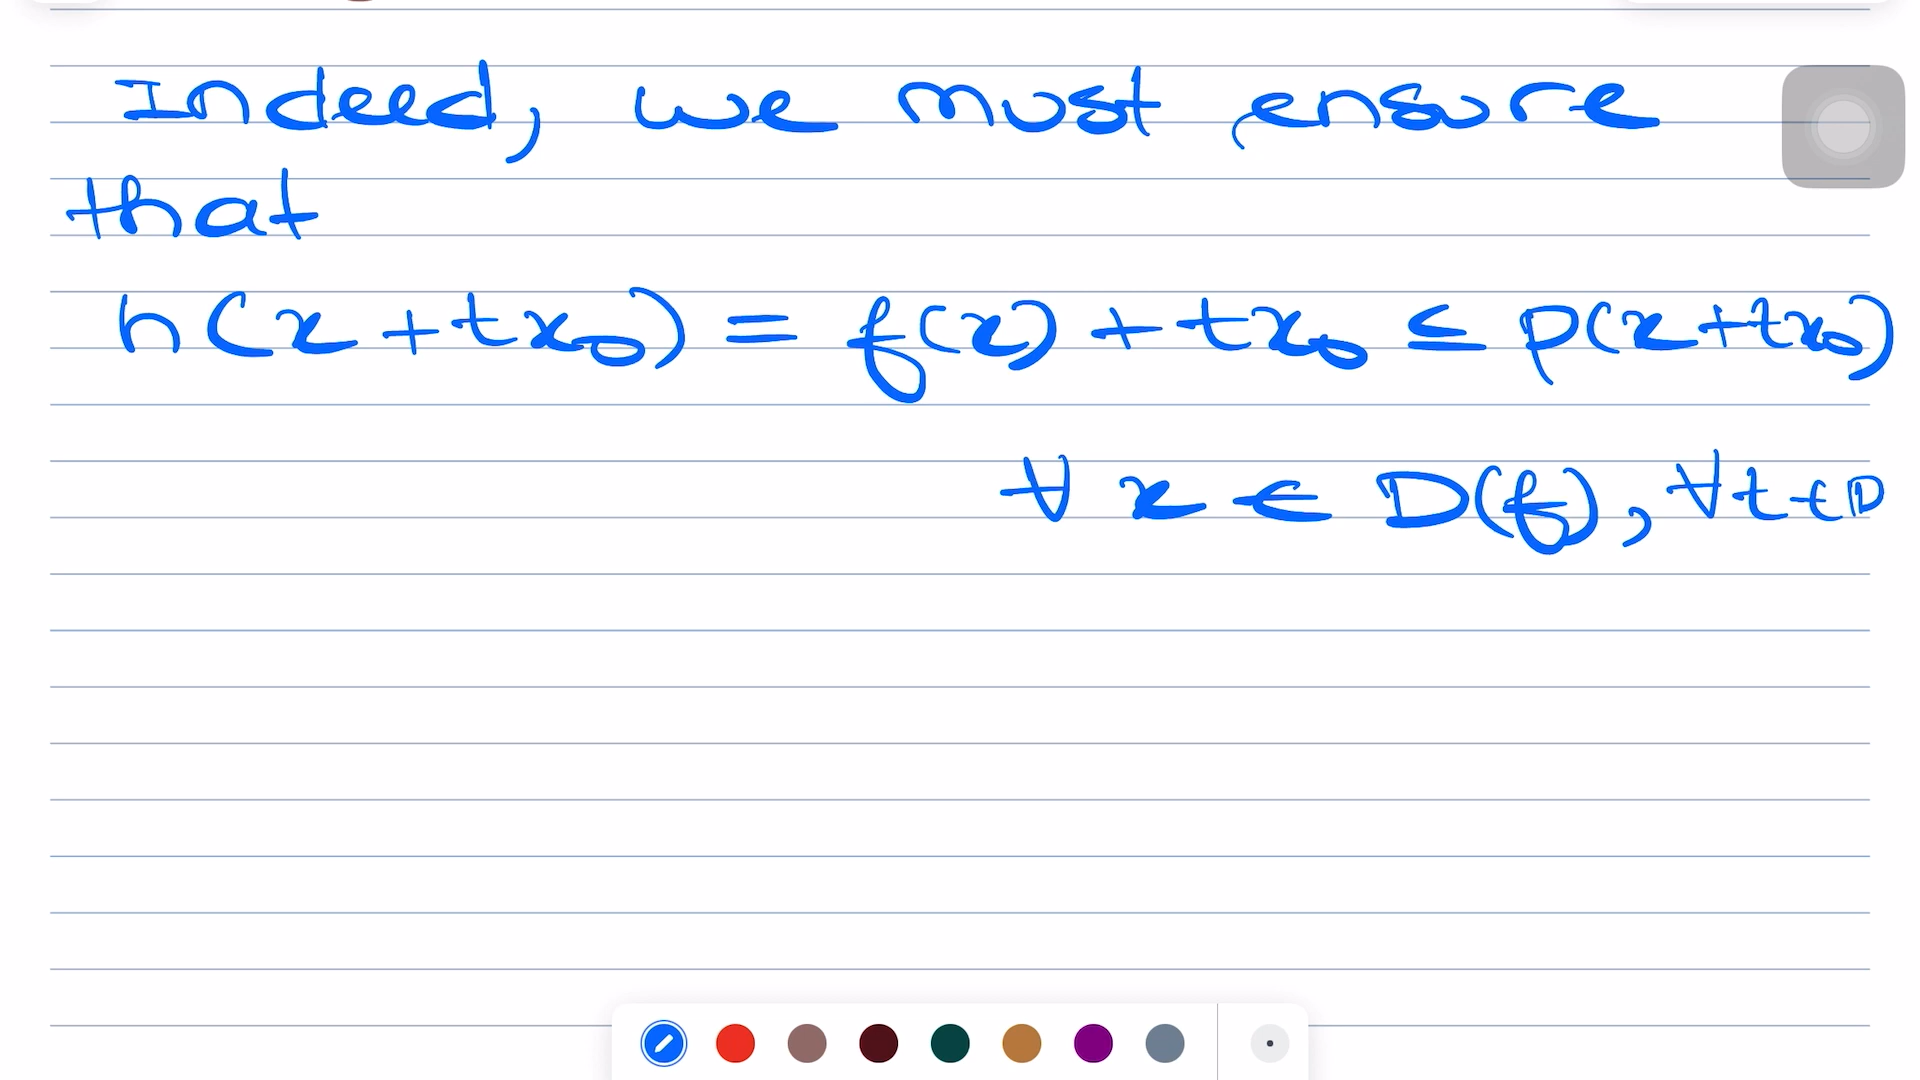 Indeed, we must ensure
that
h(x + tx₀) = f(x) + tx₀ ≤ p(x+tx₀)
∀ x ∈ D(f), ∀ t ∈